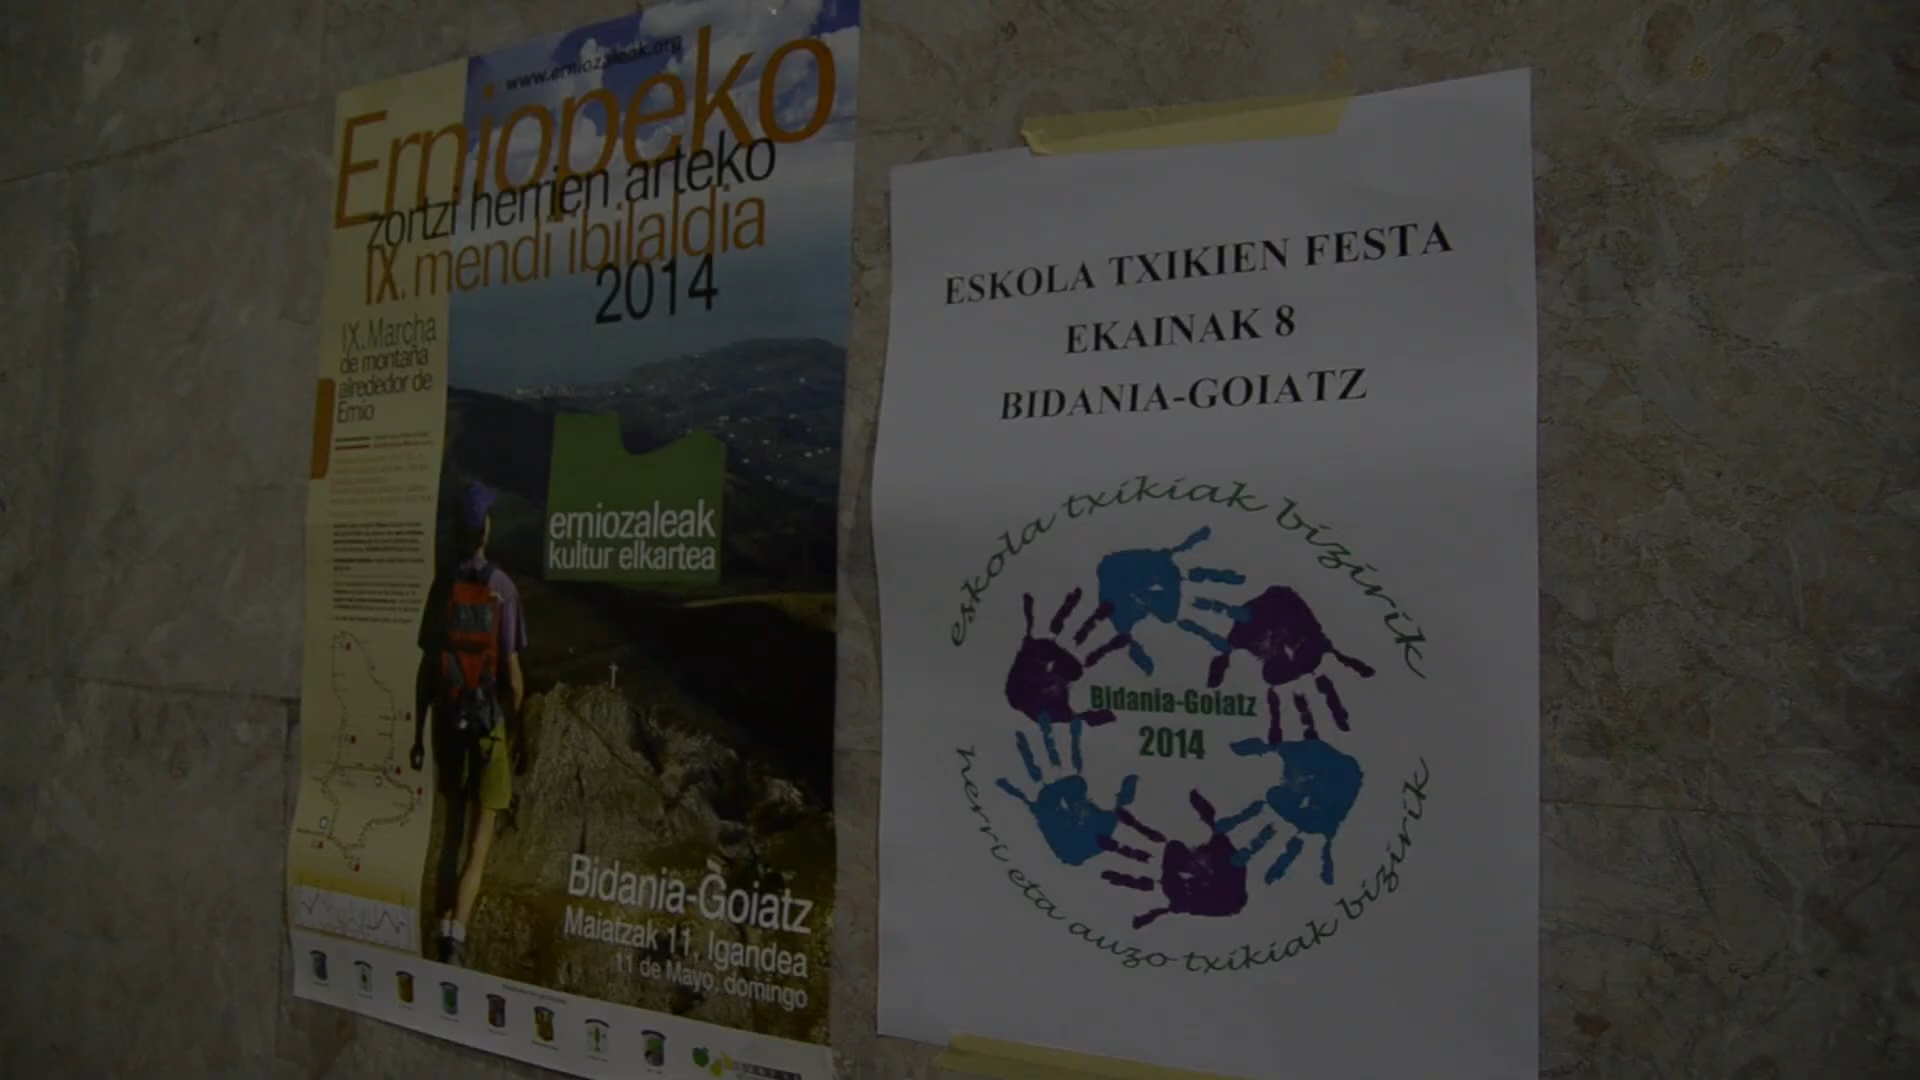 www.erniozaleak.org
Erniopeko
zortzi herrien arteko
IX. mendi ibilaldia
2014
IX. Marcha
de montaña
alrededor de
Ernio
erniozaleak
kultur elkartea
Bidania-Goiatz
Maiatzak 11, Igandea
11 de Mayo, domingo
ESKOLA TXIKIEN FESTA
EKAINAK 8
BIDANIA-GOIATZ
eskola txikiak bizirik
Bidania-Goiatz
2014
herri eta auzo txikiak bizirik